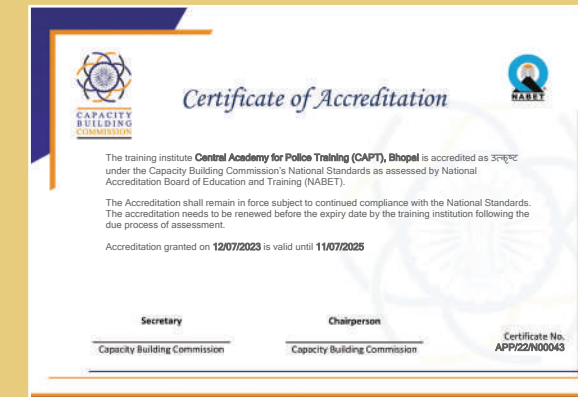 CAPACITY
BUILDING
COMMISSION
NABET
Certificate of Accreditation
The training institute Central Academy for Police Training (CAPT), Bhopal is accredited as उत्कृष्ट
under the Capacity Building Commission's National Standards as assessed by National
Accreditation Board of Education and Training (NABET).
The Accreditation shall remain in force subject to continued compliance with the National Standards.
The accreditation needs to be renewed before the expiry date by the training institution following the
due process of assessment.
Accreditation granted on 12/07/2023 is valid until 11/07/2025
Secretary
Capacity Building Commission
Chairperson
Capacity Building Commission
Certificate No.
APP/22/N00043